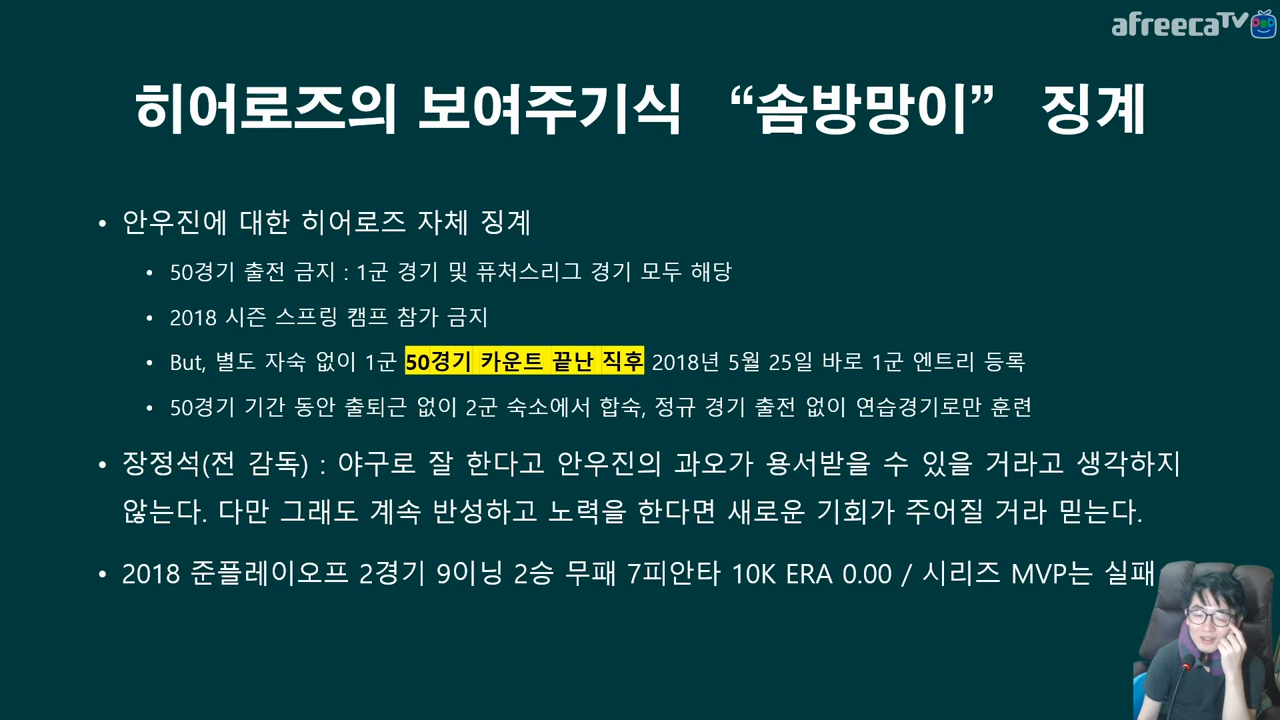 afreecaTV
히어로즈의 보여주기식 “솜방망이” 징계
• 안우진에 대한 히어로즈 자체 징계
• 50경기 출전 금지 : 1군 경기 및 퓨처스리그 경기 모두 해당
• 2018 시즌 스프링 캠프 참가 금지
• But, 별도 자숙 없이 1군 50경기 카운트 끝난 직후 2018년 5월 25일 바로 1군 엔트리 등록
• 50경기 기간 동안 출퇴근 없이 2군 숙소에서 합숙, 정규 경기 출전 없이 연습경기로만 훈련
• 장정석(전 감독) : 야구로 잘 한다고 안우진의 과오가 용서받을 수 있을 거라고 생각하지
않는다. 다만 그래도 계속 반성하고 노력을 한다면 새로운 기회가 주어질 거라 믿는다.
• 2018 준플레이오프 2경기 9이닝 2승 무패 7피안타 10K ERA 0.00 / 시리즈 MVP는 실패